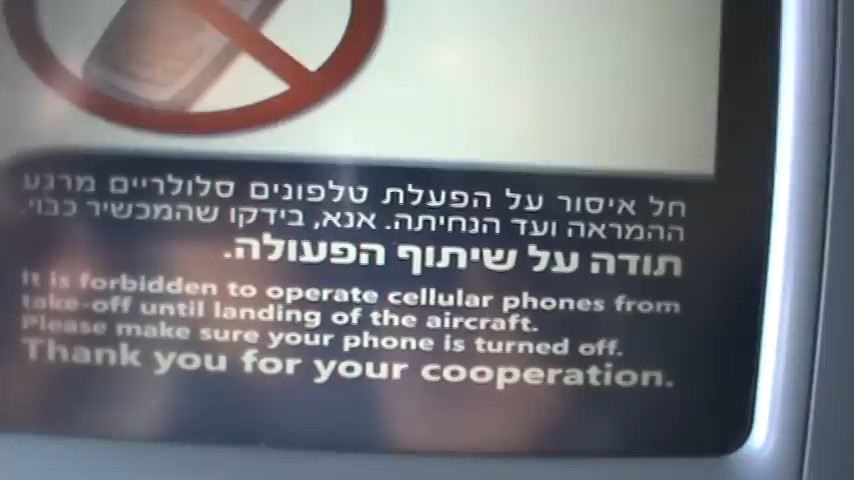 חל איסור על הפעלת טלפונים סלולריים מרגע
ההמראה ועד הנחיתה. אנא, בידקו שהמכשיר כבוי.
תודה על שיתוף הפעולה.
It is forbidden to operate cellular phones from
take-off until landing of the aircraft.
Please make sure your phone is turned off.
Thank you for your cooperation.